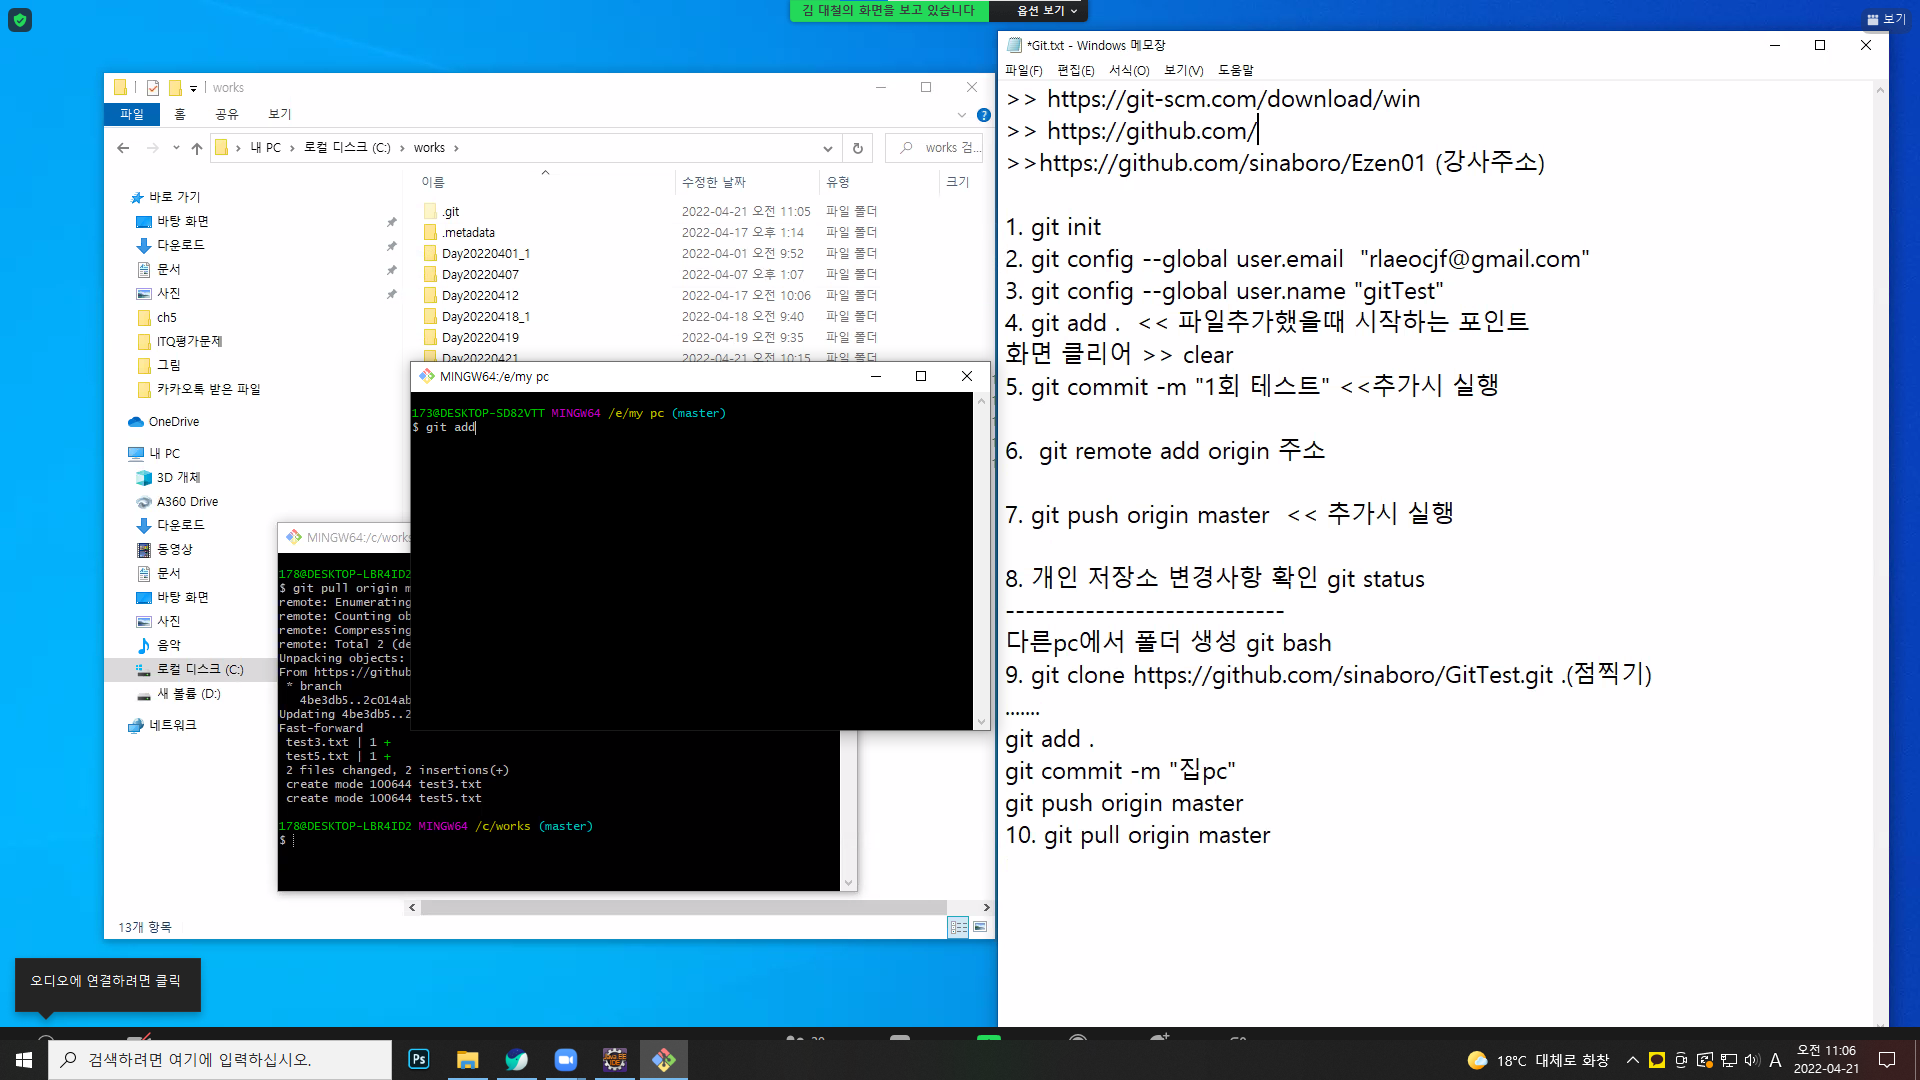 김 대철의 화면을 보고 있습니다
옵션 보기
보기
works
파일
홈
공유
보기
내 PC > 로컬 디스크 (C:) > works >
works 검...
이름
수정한 날짜
유형
크기
바로 가기
바탕 화면
다운로드
문서
사진
ch5
ITQ평가문제
그림
카카오톡 받은 파일
OneDrive
내 PC
3D 개체
A360 Drive
다운로드
동영상
문서
바탕 화면
사진
음악
로컬 디스크 (C:)
새 볼륨 (D:)
네트워크
.git 2022-04-21 오전 11:05 파일 폴더
.metadata 2022-04-17 오후 1:14 파일 폴더
Day20220401_1 2022-04-01 오전 9:52 파일 폴더
Day20220407 2022-04-07 오후 1:07 파일 폴더
Day20220412 2022-04-17 오전 10:06 파일 폴더
Day20220418_1 2022-04-18 오전 9:40 파일 폴더
Day20220419 2022-04-19 오전 9:35 파일 폴더
Day20220421 2022-04-21 오전 10:15 파일 폴더
13개 항목
MINGW64:/e/my pc
173@DESKTOP-SD82VTT MINGW64 /e/my pc (master)
$ git add
MINGW64:/c/works
178@DESKTOP-LBR4ID2
$ git pull origin m
remote: Enumerating
remote: Counting ob
remote: Compressing
remote: Total 2 (de
Unpacking objects:
From https://github
* branch
4be3db5..2c014ab
Updating 4be3db5..2
Fast-forward
test3.txt | 1 +
test5.txt | 1 +
2 files changed, 2 insertions(+)
create mode 100644 test3.txt
create mode 100644 test5.txt
178@DESKTOP-LBR4ID2 MINGW64 /c/works (master)
$
*Git.txt - Windows 메모장
파일(F) 편집(E) 서식(O) 보기(V) 도움말
>> https://git-scm.com/download/win
>> https://github.com/
>>https://github.com/sinaboro/Ezen01 (강사주소)
1. git init
2. git config --global user.email "rlaeocjf@gmail.com"
3. git config --global user.name "gitTest"
4. git add . << 파일추가했을때 시작하는 포인트
화면 클리어 >> clear
5. git commit -m "1회 테스트" <<추가시 실행
6. git remote add origin 주소
7. git push origin master << 추가시 실행
8. 개인 저장소 변경사항 확인 git status
----------------------------
다른pc에서 폴더 생성 git bash
9. git clone https://github.com/sinaboro/GitTest.git .(점찍기)
.......
git add .
git commit -m "집pc"
git push origin master
10. git pull origin master
오디오에 연결하려면 클릭
검색하려면 여기에 입력하십시오.
Ps
18°C 대체로 화창
A
오전 11:06
2022-04-21